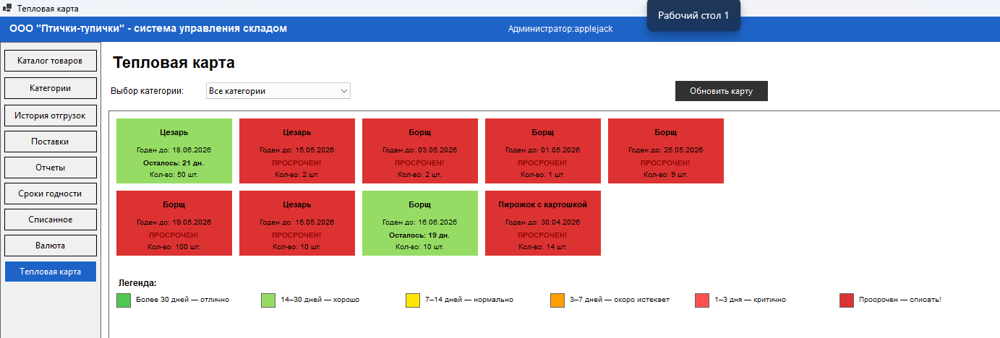 Тепловая карта
Рабочий стол 1
ООО "Птички-тупички" - система управления складом
Администратор:applejack
Каталог товаров
Категории
История отгрузок
Поставки
Отчеты
Сроки годности
Списанное
Валюта
Тепловая карта
Тепловая карта
Выбор категории:
Все категории
Обновить карту
Цезарь
Годен до: 18.06.2026
Осталось: 21 дн.
Кол-во: 50 шт.
Цезарь
Годен до: 15.05.2026
ПРОСРОЧЕН!
Кол-во: 2 шт.
Борщ
Годен до: 03.05.2026
ПРОСРОЧЕН!
Кол-во: 2 шт.
Борщ
Годен до: 01.05.2026
ПРОСРОЧЕН!
Кол-во: 1 шт.
Борщ
Годен до: 25.05.2026
ПРОСРОЧЕН!
Кол-во: 9 шт.
Борщ
Годен до: 19.05.2026
ПРОСРОЧЕН!
Кол-во: 100 шт.
Цезарь
Годен до: 15.05.2026
ПРОСРОЧЕН!
Кол-во: 10 шт.
Борщ
Годен до: 16.06.2026
Осталось: 19 дн.
Кол-во: 10 шт.
Пирожок с картошкой
Годен до: 30.04.2026
ПРОСРОЧЕН!
Кол-во: 14 шт.
Легенда:
Более 30 дней — отлично
14–30 дней — хорошо
7–14 дней — нормально
3–7 дней — скоро истекает
1–3 дня — критично
Просрочен — списать!